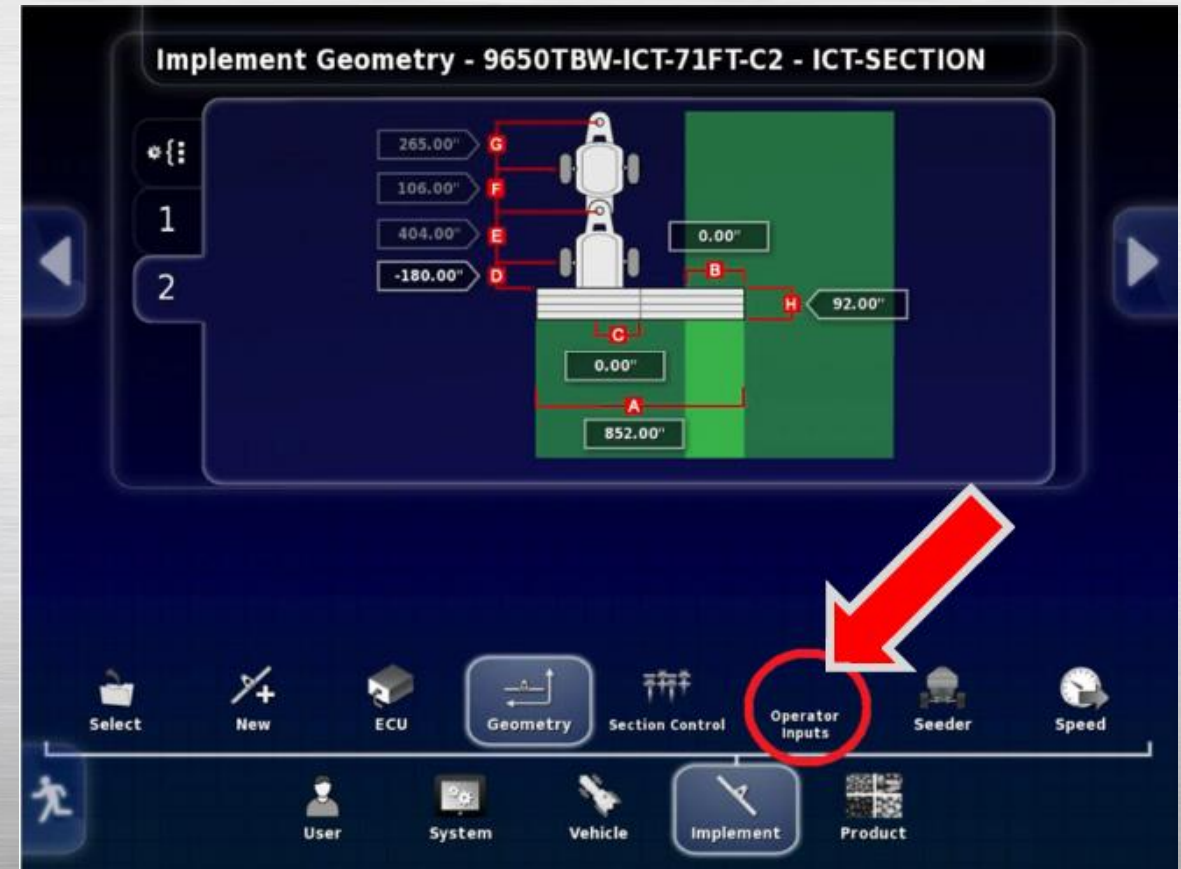 Implement Geometry - 9650TBW-ICT-71FT-C2 - ICT-SECTION
265.00" G
106.00" F
1
404.00" E
0.00"
-180.00" D
B
2
H 92.00"
C
0.00"
A
852.00"
Select
New
ECU
Geometry
Section Control
Operator
Inputs
Seeder
Speed
User
System
Vehicle
Implement
Product